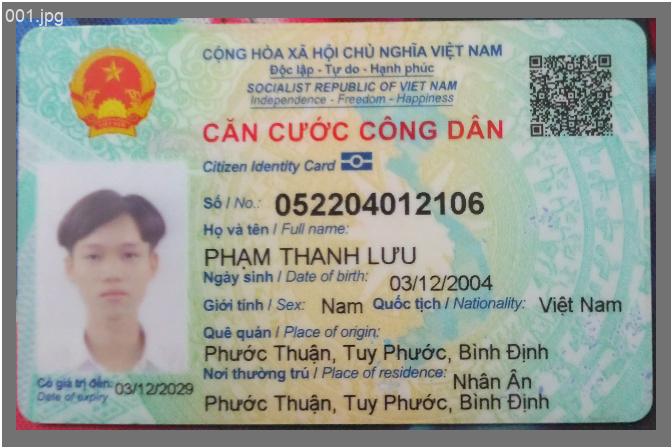 001.jpg
CỘNG HÒA XÃ HỘI CHỦ NGHĨA VIỆT NAM
Độc lập - Tự do - Hạnh phúc
SOCIALIST REPUBLIC OF VIET NAM
Independence - Freedom - Happiness
CĂN CƯỚC CÔNG DÂN
Citizen Identity Card
Số / No.: 052204012106
Họ và tên / Full name:
PHẠM THANH LƯU
Ngày sinh / Date of birth: 03/12/2004
Giới tính / Sex: Nam Quốc tịch / Nationality: Việt Nam
Quê quán / Place of origin:
Phước Thuận, Tuy Phước, Bình Định
Nơi thường trú / Place of residence: Nhân Ân
Phước Thuận, Tuy Phước, Bình Định
Có giá trị đến: 03/12/2029
Date of expiry